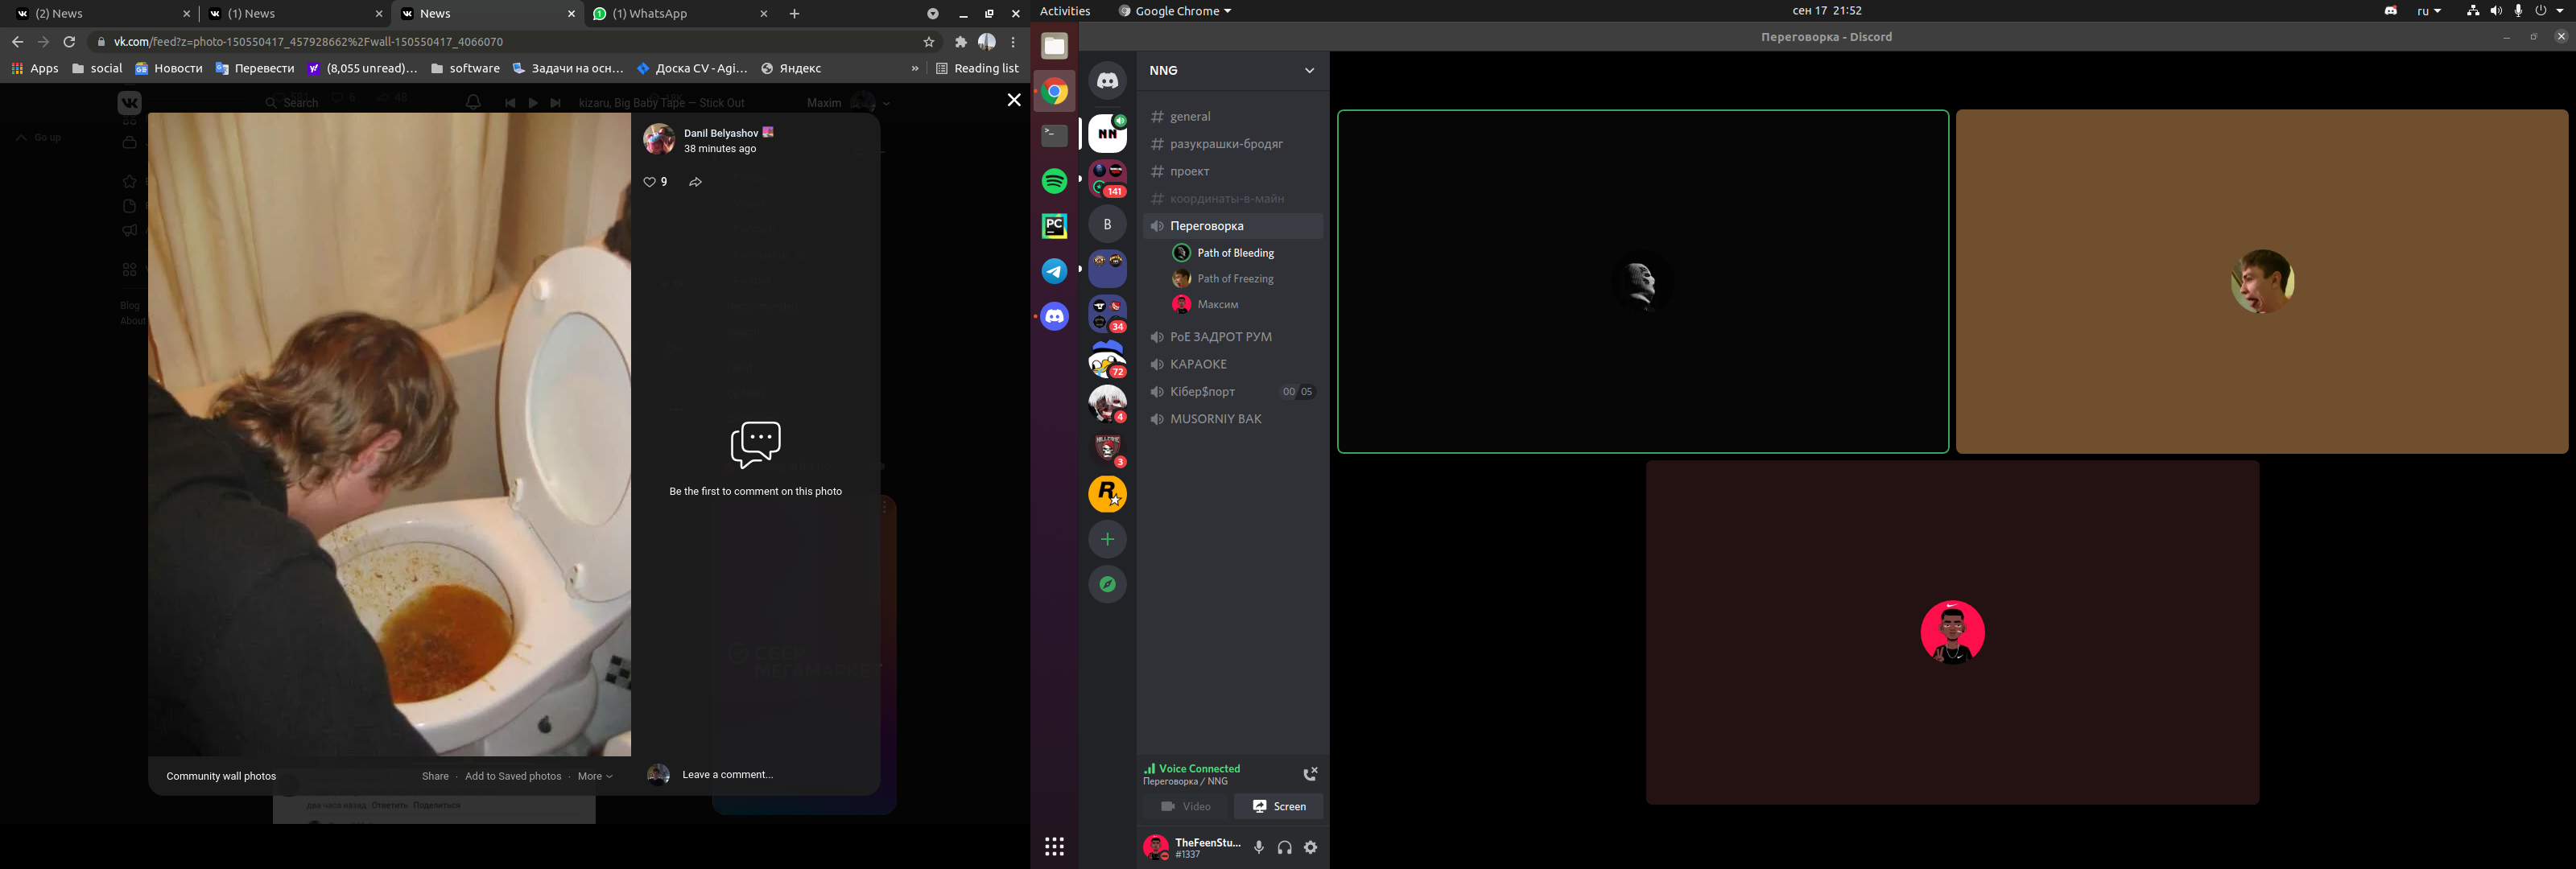 (2) News
(1) News
News
(1) WhatsApp
vk.com/feed?z=photo-150550417_457928662%2Fwall-150550417_4066070
Apps
social
Новости
Перевести
(8,055 unread)...
software
Задачи на осн...
Доска CV - Agi...
Яндекс
»
Reading list
Search
kizaru, Big Baby Tape — Stick Out
Maxim
Go up
Blog
About
Danil Belyashov
38 minutes ago
9
Be the first to comment on this photo
СБЕР
МЕГАМАРКЕТ
Community wall photos
Share · Add to Saved photos · More
Leave a comment...
два часа назад Ответить Поделиться
Activities
Google Chrome
сен 17 21:52
ru
Переговорка - Discord
PC
NN
141
B
34
72
4
3
R
NNG
general
разукрашки-бродяг
проект
координаты-в-майн
Переговорка
Path of Bleeding
Path of Freezing
Максим
PoE ЗАДРОТ РУМ
КАРАОКЕ
Кібер$порт
00 05
MUSORNIY BAK
Voice Connected
Переговорка / NNG
Video
Screen
TheFeenStu...
#1337